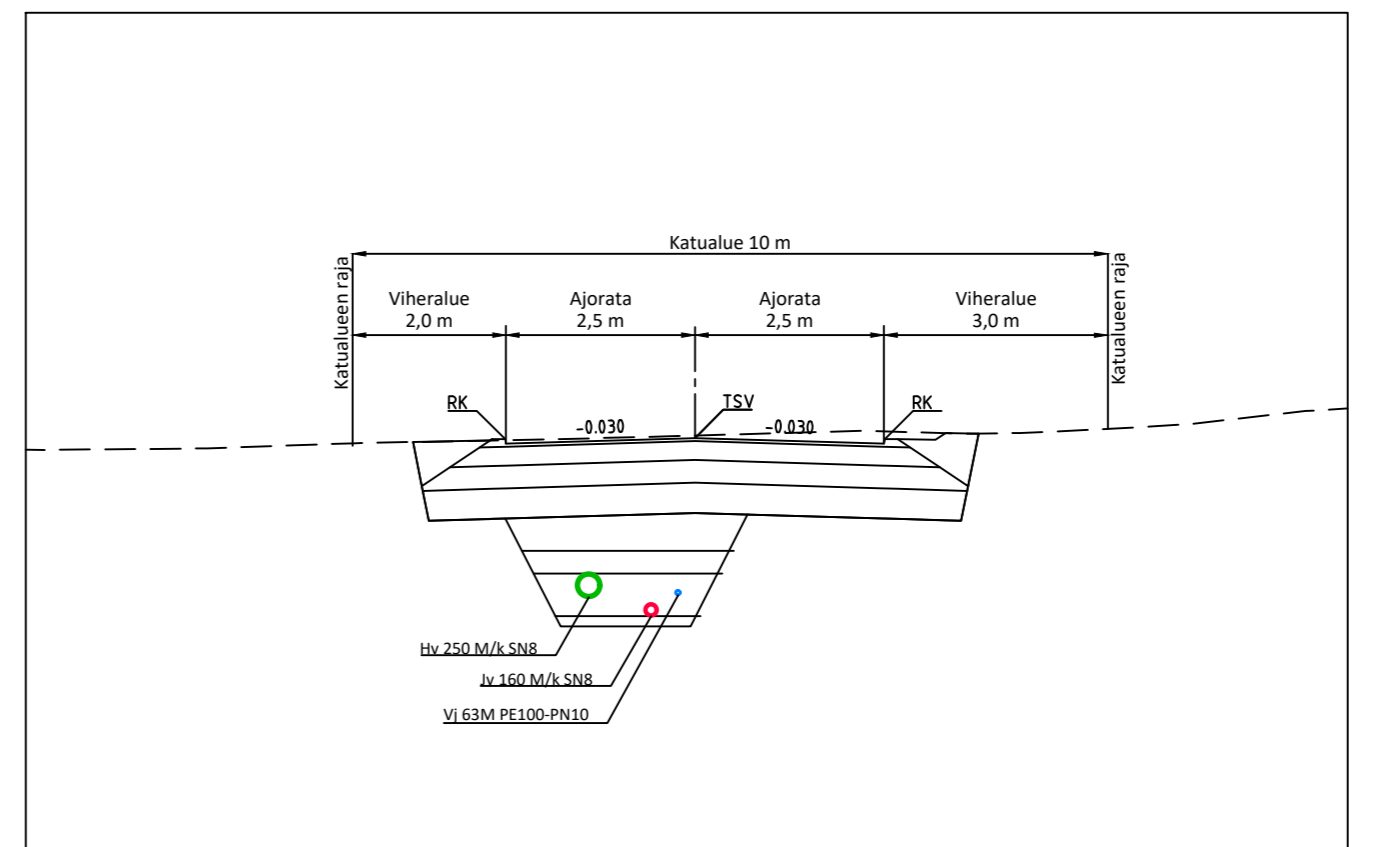 Katualue 10 m
Katualueen raja
Viheralue
2,0 m
Ajorata
2,5 m
Ajorata
2,5 m
Viheralue
3,0 m
Katualueen raja
RK
-0.030
TSV
-0.030
RK
Hv 250 M/k SN8
Jv 160 M/k SN8
Vj 63M PE100-PN10